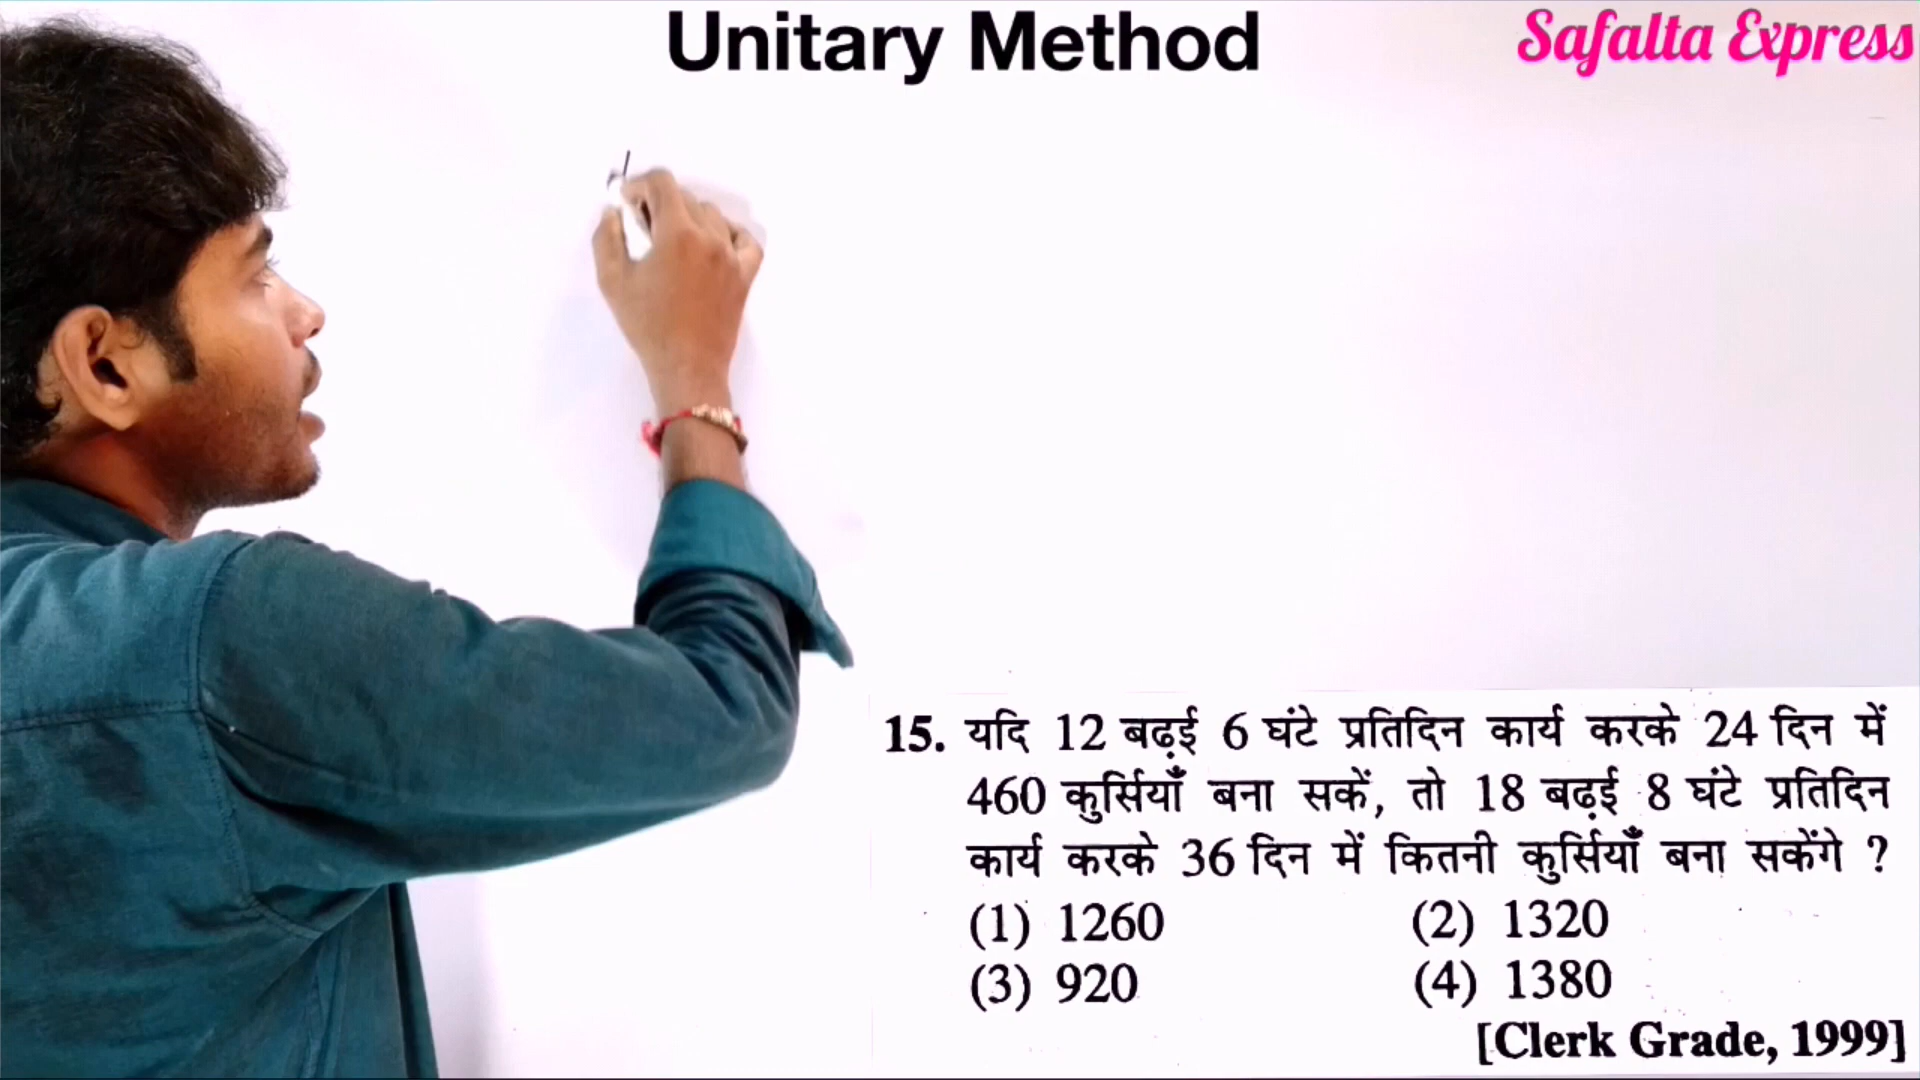 Unitary Method
Safalta Express
15. यदि 12 बढ़ई 6 घंटे प्रतिदिन कार्य करके 24 दिन में
460 कुर्सियाँ बना सकें, तो 18 बढ़ई 8 घंटे प्रतिदिन
कार्य करके 36 दिन में कितनी कुर्सियाँ बना सकेंगे ?
(1) 1260 (2) 1320
(3) 920 (4) 1380
[Clerk Grade, 1999]